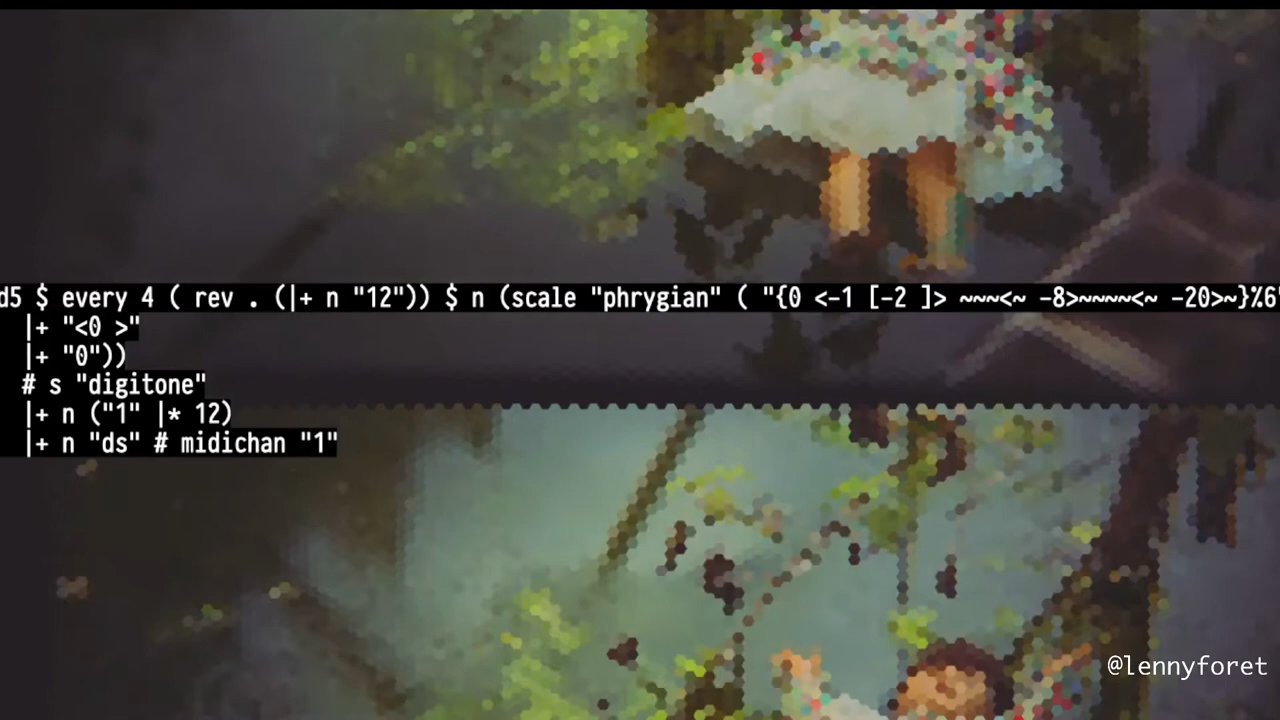 d5 $ every 4 ( rev . (|+ n "12")) $ n (scale "phrygian" ( "{0 <-1 [-2 ]> ~~~<~ -8>~~~~<~ -20>~}%6"
|+ "<0 >"
|+ "0"))
# s "digitone"
|+ n ("1" |* 12)
|+ n "ds" # midichan "1"
@lennyforet